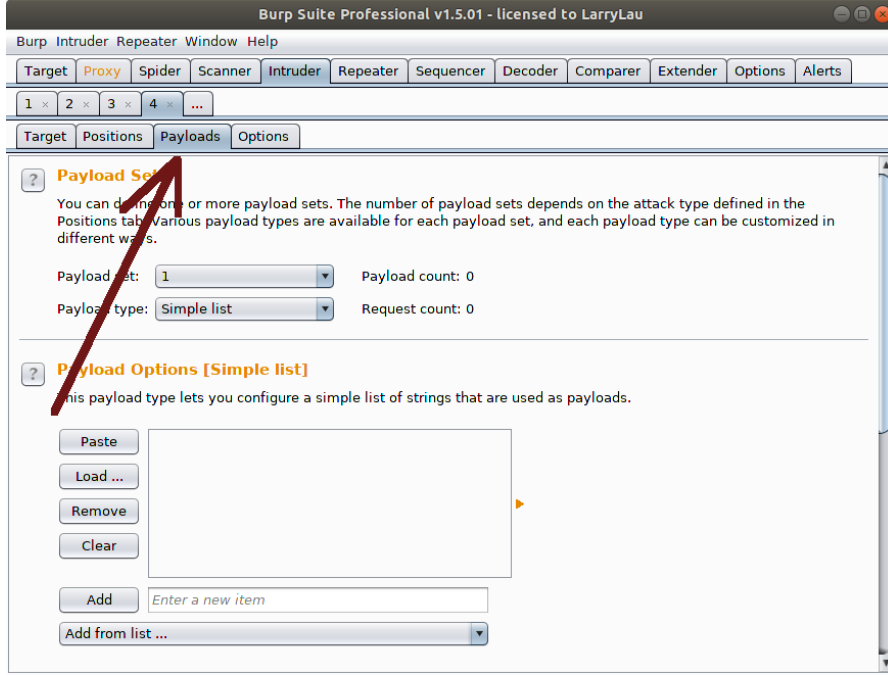 Burp Suite Professional v1.5.01 - licensed to LarryLau
Burp Intruder Repeater Window Help
Target Proxy Spider Scanner Intruder Repeater Sequencer Decoder Comparer Extender Options Alerts
1 × 2 × 3 × 4 × ...
Target Positions Payloads Options
? Payload
You can one or more payload sets. The number of payload sets depends on the attack type defined in the
Positions tab. Various payload types are available for each payload set, and each payload type can be customized in
different ways.
Payload set: 1 Payload count: 0
Payload type: Simple list Request count: 0
? Payload Options [Simple list]
This payload type lets you configure a simple list of strings that are used as payloads.
Paste
Load ...
Remove
Clear
Add Enter a new item
Add from list ...